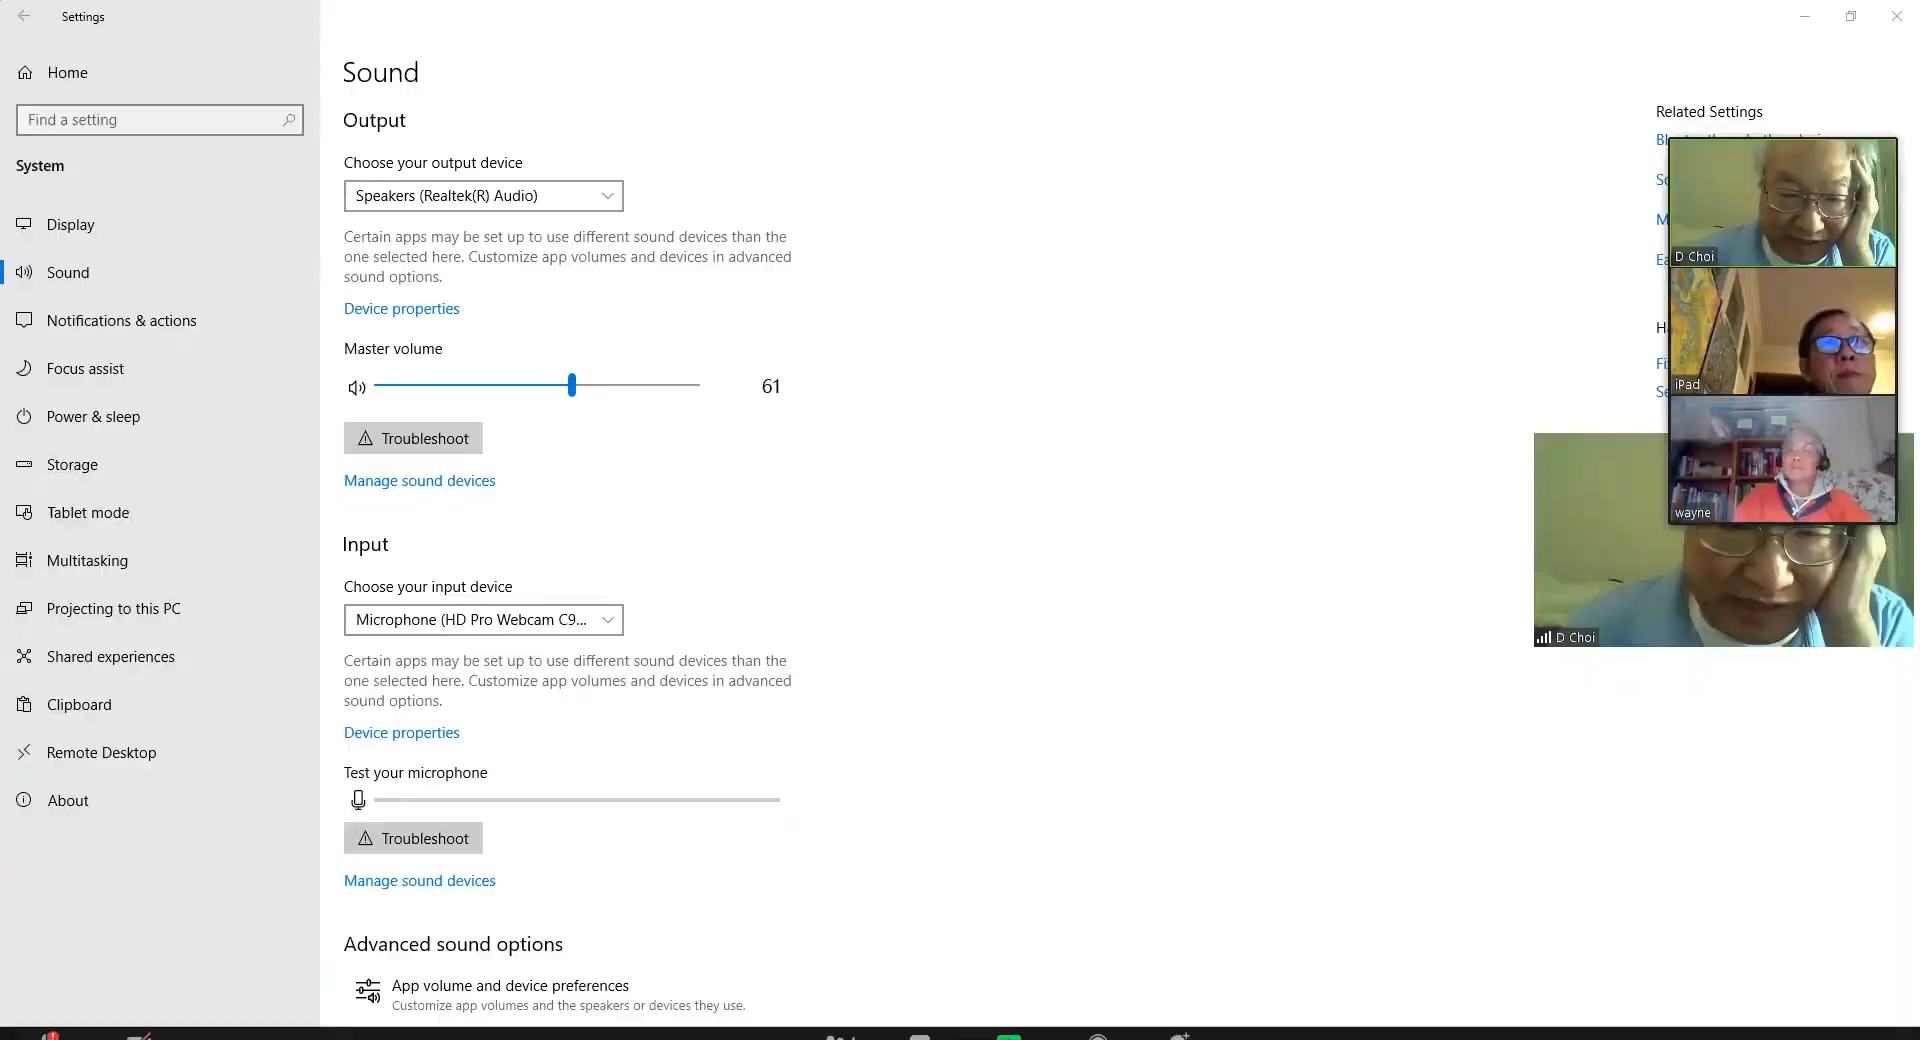 Settings
Home
Find a setting
System
Display
Sound
Notifications & actions
Focus assist
Power & sleep
Storage
Tablet mode
Multitasking
Projecting to this PC
Shared experiences
Clipboard
Remote Desktop
About
Sound
Output
Choose your output device
Speakers (Realtek(R) Audio)
Certain apps may be set up to use different sound devices than the
one selected here. Customize app volumes and devices in advanced
sound options.
Device properties
Master volume
61
Troubleshoot
Manage sound devices
Input
Choose your input device
Microphone (HD Pro Webcam C9...
Certain apps may be set up to use different sound devices than the
one selected here. Customize app volumes and devices in advanced
sound options.
Device properties
Test your microphone
Troubleshoot
Manage sound devices
Advanced sound options
App volume and device preferences
Customize app volumes and the speakers or devices they use.
Related Settings
D Choi
iPad
wayne
D Choi